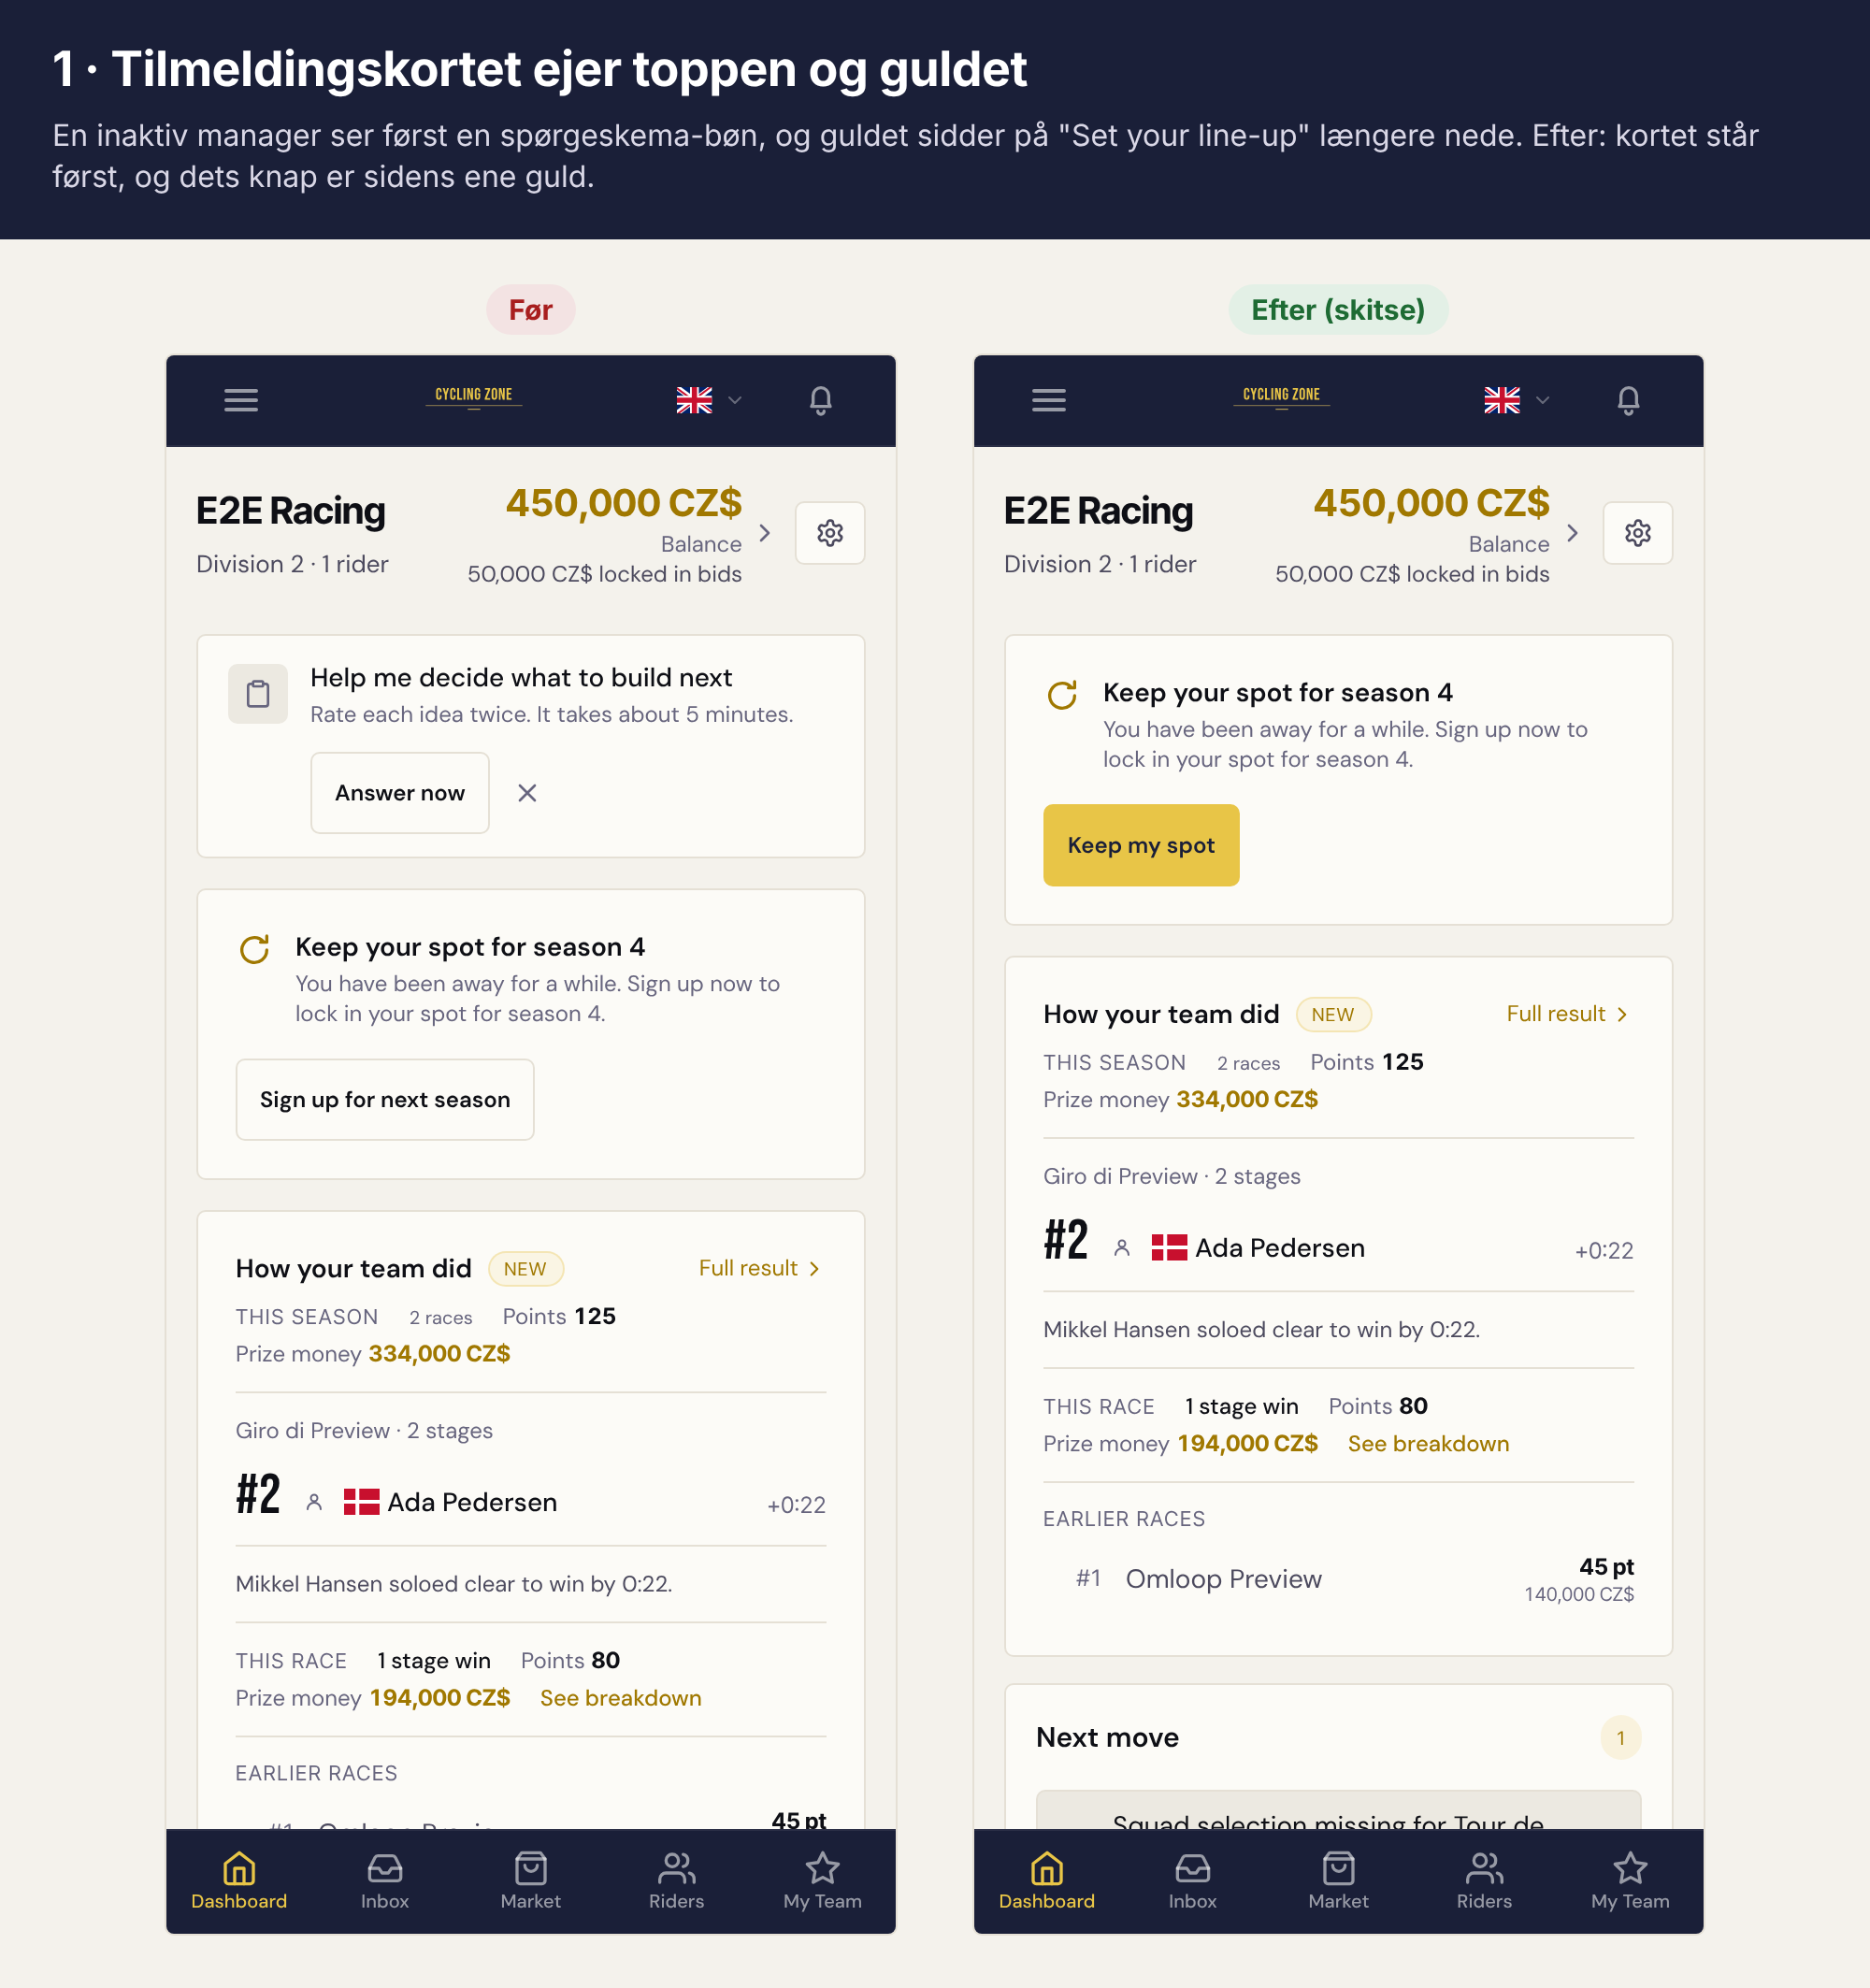 1 · Tilmeldingskortet ejer toppen og guldet
En inaktiv manager ser først en spørgeskema-bøn, og guldet sidder på "Set your line-up" længere nede. Efter: kortet står
først, og dets knap er sidens ene guld.
Før
CYCLING ZONE
E2E Racing
450,000 CZ$
Balance
Division 2 · 1 rider
50,000 CZ$ locked in bids
Help me decide what to build next
Rate each idea twice. It takes about 5 minutes.
Answer now
Keep your spot for season 4
You have been away for a while. Sign up now to
lock in your spot for season 4.
Sign up for next season
How your team did NEW Full result
THIS SEASON 2 races Points 125
Prize money 334,000 CZ$
Giro di Preview · 2 stages
#2 Ada Pedersen +0:22
Mikkel Hansen soloed clear to win by 0:22.
THIS RACE 1 stage win Points 80
Prize money 194,000 CZ$ See breakdown
EARLIER RACES
45 pt
Dashboard Inbox Market Riders My Team
Efter (skitse)
CYCLING ZONE
E2E Racing
450,000 CZ$
Balance
Division 2 · 1 rider
50,000 CZ$ locked in bids
Keep your spot for season 4
You have been away for a while. Sign up now to
lock in your spot for season 4.
Keep my spot
How your team did NEW Full result
THIS SEASON 2 races Points 125
Prize money 334,000 CZ$
Giro di Preview · 2 stages
#2 Ada Pedersen +0:22
Mikkel Hansen soloed clear to win by 0:22.
THIS RACE 1 stage win Points 80
Prize money 194,000 CZ$ See breakdown
EARLIER RACES
#1 Omloop Preview 45 pt
140,000 CZ$
Next move 1
Squad selection missing for Tour de
Dashboard Inbox Market Riders My Team